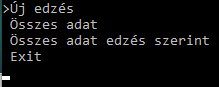 >Új edzés
Összes adat
Összes adat edzés szerint
Exit